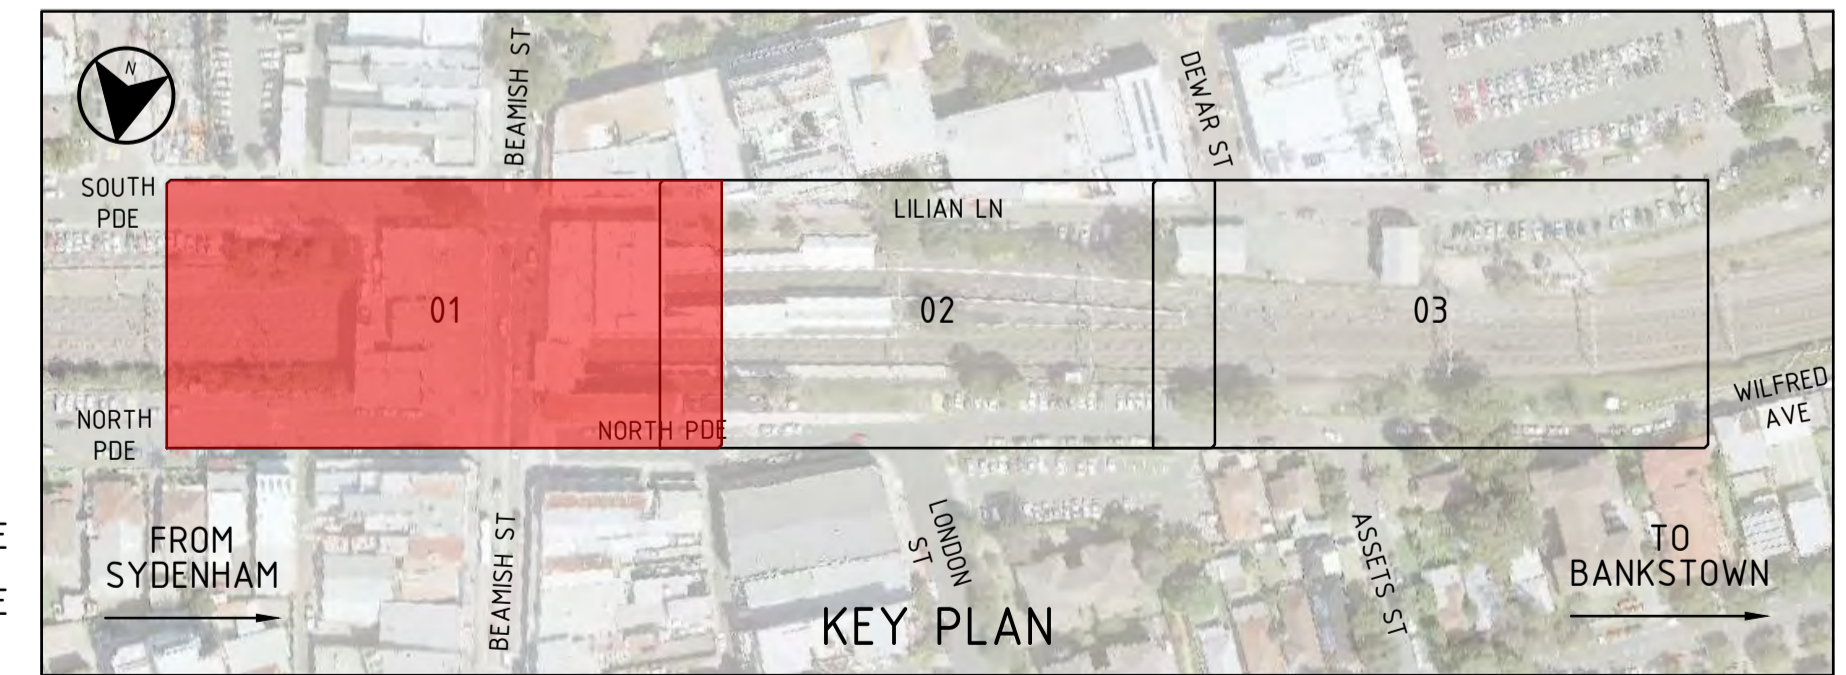 N
BEAMISH ST
DEWAR ST
SOUTH
PDE
LILIAN LN
01
02
03
NORTH
PDE
NORTH PDE
WILFRED
AVE
FROM
SYDENHAM
BEAMISH ST
LONDON
ST
ASSETS ST
TO
BANKSTOWN
KEY PLAN
E
E